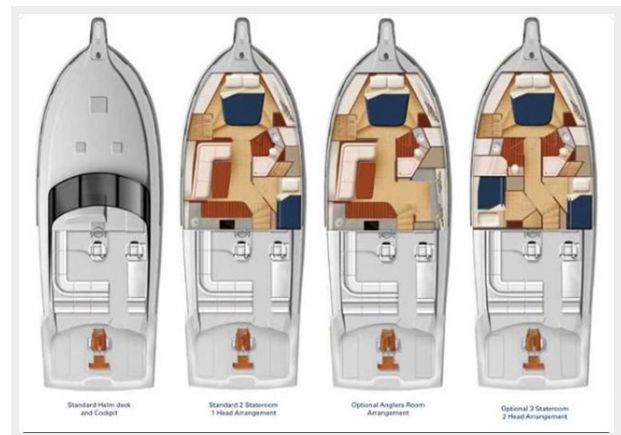 Standard Helm deck
and Cockpit
Standard 2 Stateroom
1 Head Arrangement
Optional Anglers Room
Arrangement
Optional 3 Stateroom
2 Head Arrangement